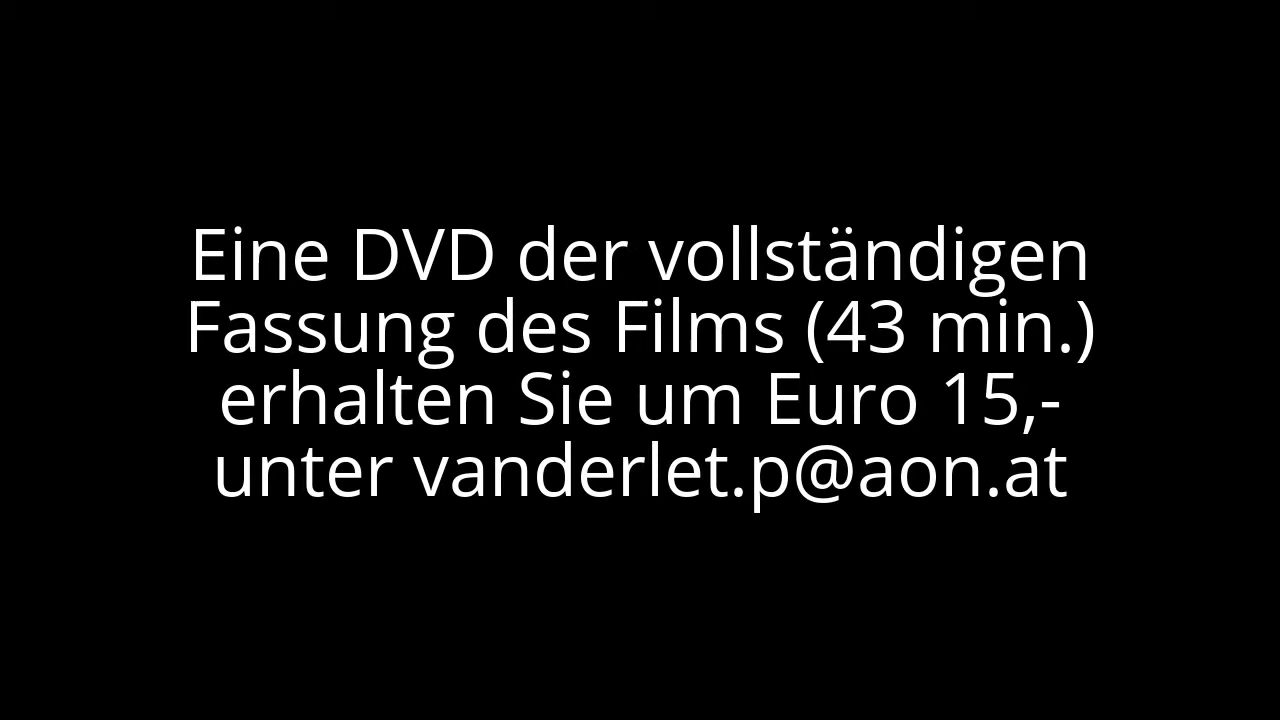 Eine DVD der vollständigen
Fassung des Films (43 min.)
erhalten Sie um Euro 15,-
unter vanderlet.p@aon.at